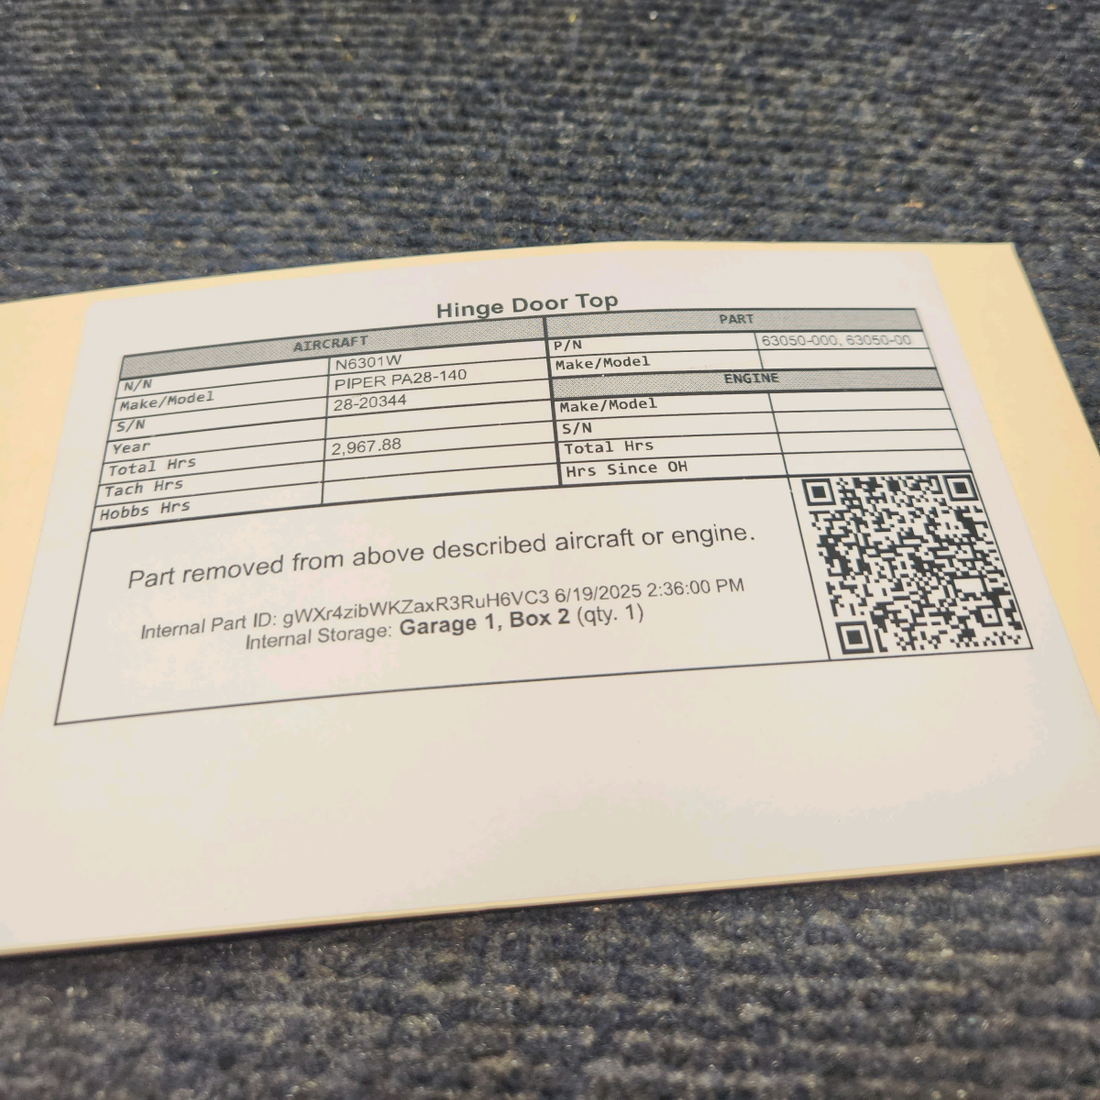 Hinge Door Top
AIRCRAFT
N/N N6301W
Make/Model PIPER PA28-140
S/N 28-20344
Year
Total Hrs 2,967.88
Tach Hrs
Hobbs Hrs
PART
P/N 63050-000, 63050-00
Make/Model
ENGINE
Make/Model
S/N
Total Hrs
Hrs Since OH
Part removed from above described aircraft or engine.
Internal Part ID: gWXr4zibWKZaxR3RuH6VC3 6/19/2025 2:36:00 PM
Internal Storage: Garage 1, Box 2 (qty. 1)